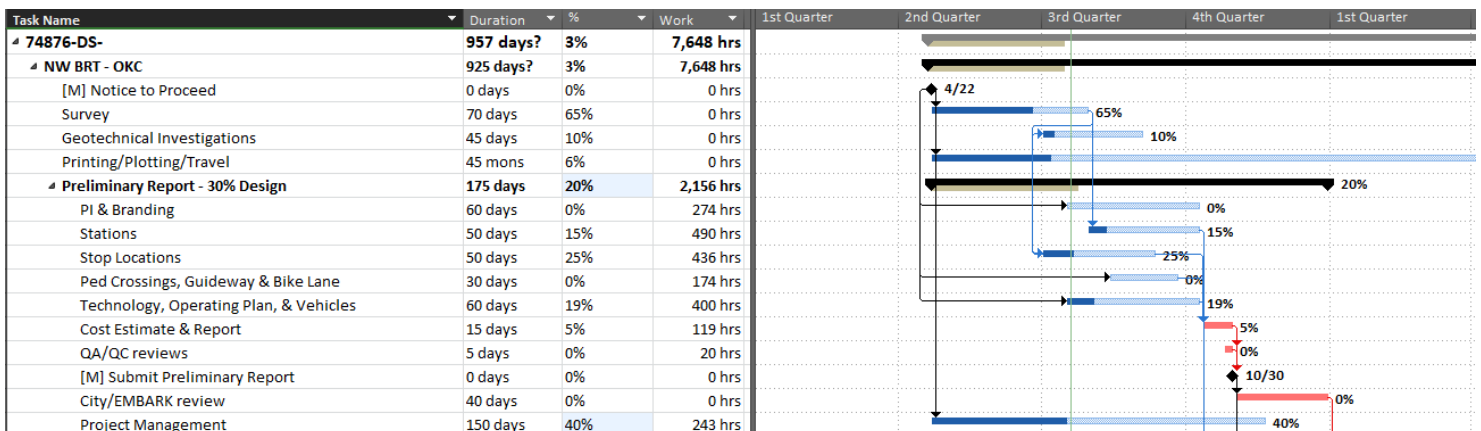 Task Name Duration % Work 1st Quarter 2nd Quarter 3rd Quarter 4th Quarter 1st Quarter
74876-DS- 957 days? 3% 7,648 hrs
NW BRT - OKC 925 days? 3% 7,648 hrs
[M] Notice to Proceed 0 days 0% 0 hrs 4/22
Survey 70 days 65% 0 hrs 65%
Geotechnical Investigations 45 days 10% 0 hrs 10%
Printing/Plotting/Travel 45 mons 6% 0 hrs
Preliminary Report - 30% Design 175 days 20% 2,156 hrs 20%
PI & Branding 60 days 0% 274 hrs 0%
Stations 50 days 15% 490 hrs 15%
Stop Locations 50 days 25% 436 hrs 25%
Ped Crossings, Guideway & Bike Lane 30 days 0% 174 hrs 0%
Technology, Operating Plan, & Vehicles 60 days 19% 400 hrs 19%
Cost Estimate & Report 15 days 5% 119 hrs 5%
QA/QC reviews 5 days 0% 20 hrs 0%
[M] Submit Preliminary Report 0 days 0% 0 hrs 10/30
City/EMBARK review 40 days 0% 0 hrs 0%
Project Management 150 days 40% 243 hrs 40%